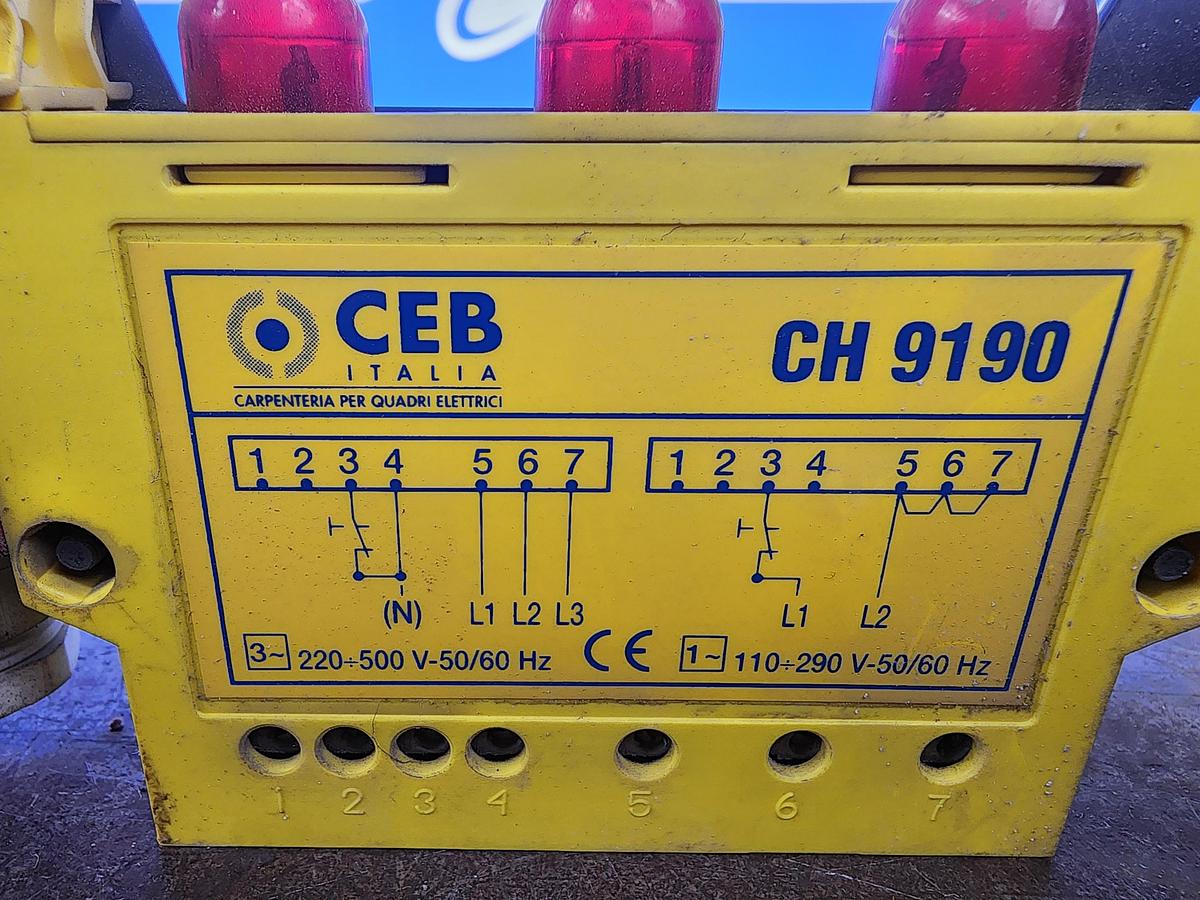 CEB
ITALIA
CARPENTERIA PER QUADRI ELETTRICI
CH 9190
1 2 3 4 5 6 7
(N) L1 L2 L3
3~ 220÷500 V-50/60 Hz
CE
1 2 3 4 5 6 7
L1 L2
1~ 110÷290 V-50/60 Hz
1 2 3 4 5 6 7